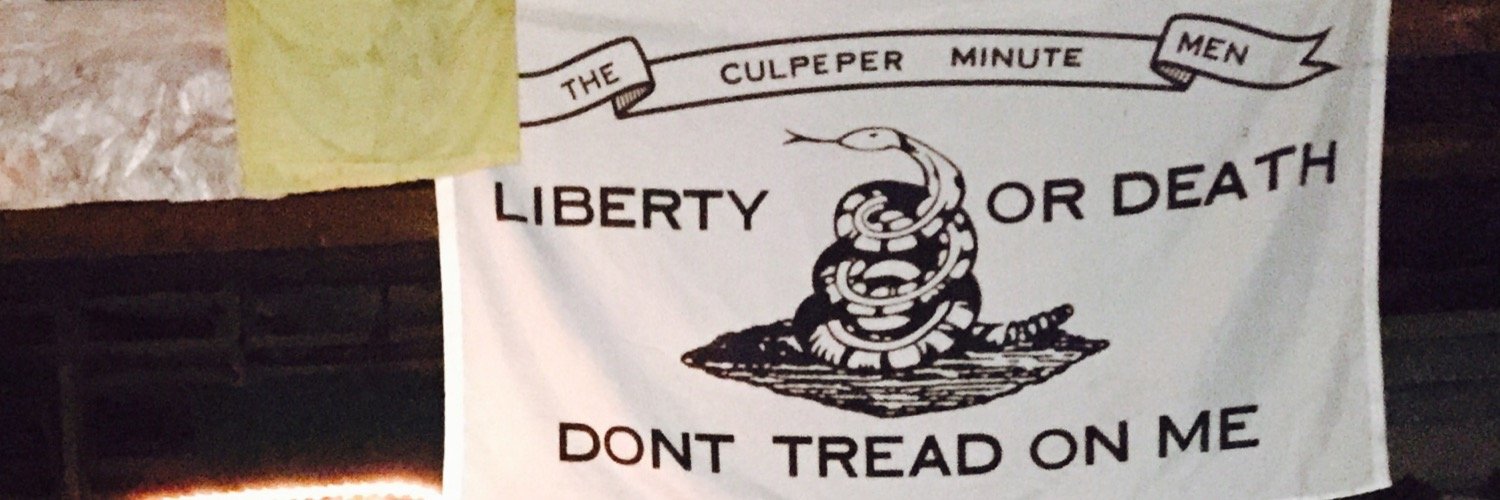 THE CULPEPER MINUTE MEN
LIBERTY OR DEATH
DONT TREAD ON ME